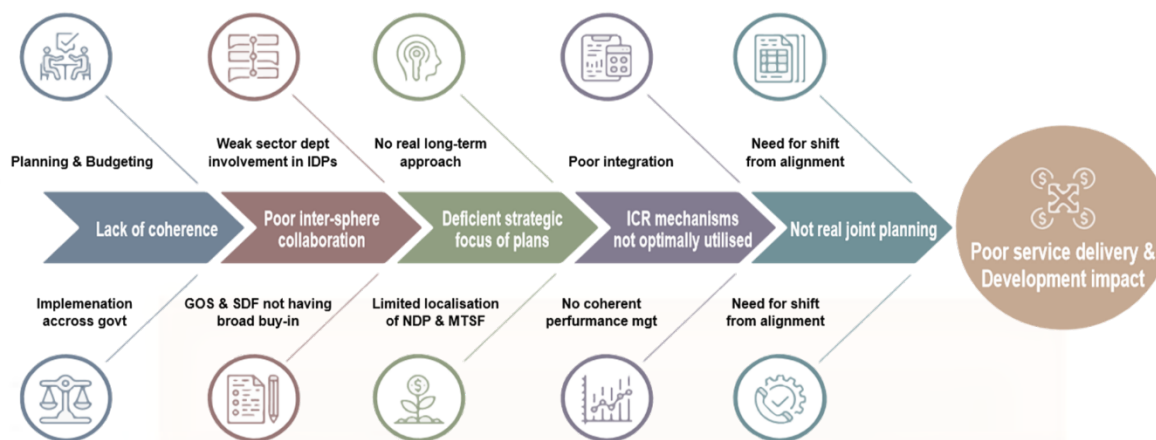 Planning & Budgeting
Weak sector dept
involvement in IDPs
No real long-term
approach
Poor integration
Need for shift
from alignment
Lack of coherence
Poor inter-sphere
collaboration
Deficient strategic
focus of plans
ICR mechanisms
not optimally utilised
Not real joint planning
Poor service delivery &
Development impact
Implemenation
accross govt
GOS & SDF not having
broad buy-in
Limited localisation
of NDP & MTSF
No coherent
perfurmance mgt
Need for shift
from alignment